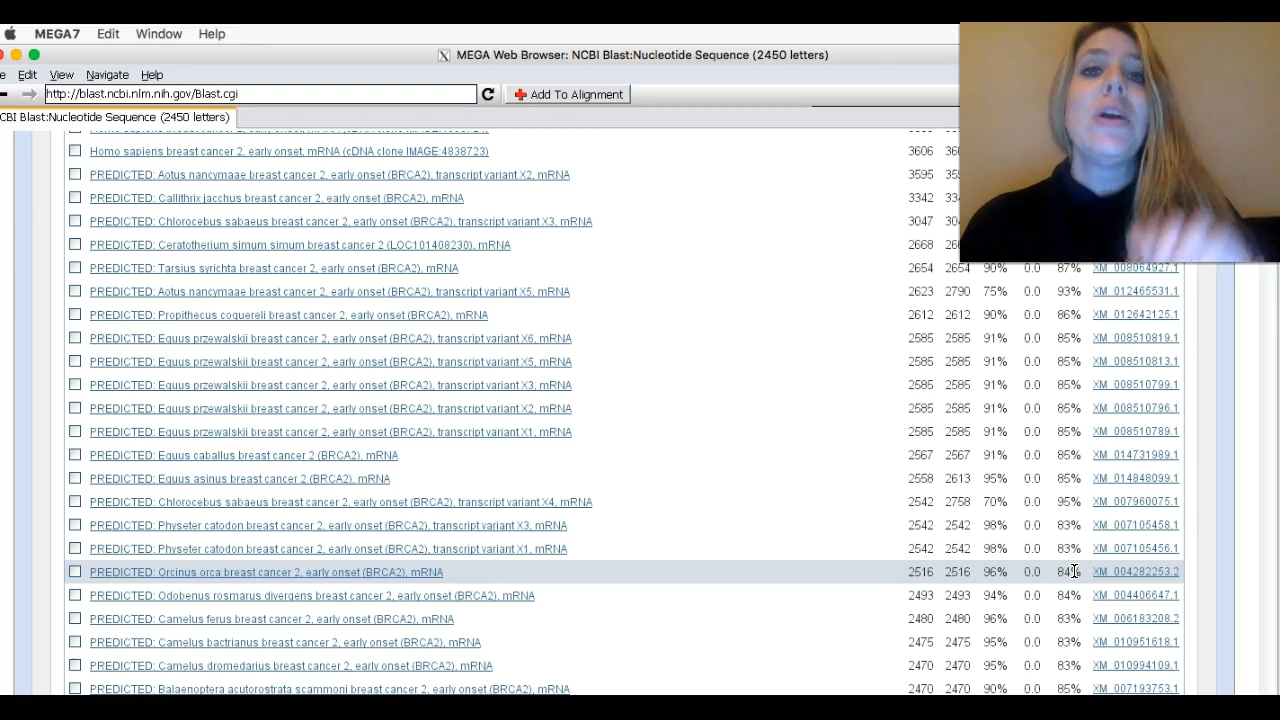 MEGA7 Edit Window Help
MEGA Web Browser: NCBI Blast:Nucleotide Sequence (2450 letters)
e Edit View Navigate Help
http://blast.ncbi.nlm.nih.gov/Blast.cgi Add To Alignment
CBI Blast:Nucleotide Sequence (2450 letters)
Homo sapiens breast cancer 2, early onset, mRNA (cDNA clone IMAGE:4838723) 3606
PREDICTED: Aotus nancymaae breast cancer 2, early onset (BRCA2), transcript variant X2, mRNA 3595
PREDICTED: Callithrix jacchus breast cancer 2, early onset (BRCA2), mRNA 3342
PREDICTED: Chlorocebus sabaeus breast cancer 2, early onset (BRCA2), transcript variant X3, mRNA 3047
PREDICTED: Ceratotherium simum simum breast cancer 2 (LOC101408230), mRNA 2668
PREDICTED: Tarsius syrichta breast cancer 2, early onset (BRCA2), mRNA 2654 2654 90% 0.0 87% XM_008064927.1
PREDICTED: Aotus nancymaae breast cancer 2, early onset (BRCA2), transcript variant X5, mRNA 2623 2790 75% 0.0 93% XM_012465531.1
PREDICTED: Propithecus coquereli breast cancer 2, early onset (BRCA2), mRNA 2612 2612 90% 0.0 86% XM_012642125.1
PREDICTED: Equus przewalskii breast cancer 2, early onset (BRCA2), transcript variant X6, mRNA 2585 2585 91% 0.0 85% XM_008510819.1
PREDICTED: Equus przewalskii breast cancer 2, early onset (BRCA2), transcript variant X5, mRNA 2585 2585 91% 0.0 85% XM_008510813.1
PREDICTED: Equus przewalskii breast cancer 2, early onset (BRCA2), transcript variant X3, mRNA 2585 2585 91% 0.0 85% XM_008510799.1
PREDICTED: Equus przewalskii breast cancer 2, early onset (BRCA2), transcript variant X2, mRNA 2585 2585 91% 0.0 85% XM_008510796.1
PREDICTED: Equus przewalskii breast cancer 2, early onset (BRCA2), transcript variant X1, mRNA 2585 2585 91% 0.0 85% XM_008510789.1
PREDICTED: Equus caballus breast cancer 2 (BRCA2), mRNA 2567 2567 91% 0.0 85% XM_014731989.1
PREDICTED: Equus asinus breast cancer 2 (BRCA2), mRNA 2558 2613 95% 0.0 85% XM_014848099.1
PREDICTED: Chlorocebus sabaeus breast cancer 2, early onset (BRCA2), transcript variant X4, mRNA 2542 2758 70% 0.0 95% XM_007960075.1
PREDICTED: Physeter catodon breast cancer 2, early onset (BRCA2), transcript variant X3, mRNA 2542 2542 98% 0.0 83% XM_007105458.1
PREDICTED: Physeter catodon breast cancer 2, early onset (BRCA2), transcript variant X1, mRNA 2542 2542 98% 0.0 83% XM_007105456.1
PREDICTED: Orcinus orca breast cancer 2, early onset (BRCA2), mRNA 2516 2516 96% 0.0 84% XM_004282253.2
PREDICTED: Odobenus rosmarus divergens breast cancer 2, early onset (BRCA2), mRNA 2493 2493 94% 0.0 84% XM_004406647.1
PREDICTED: Camelus ferus breast cancer 2, early onset (BRCA2), mRNA 2480 2480 96% 0.0 83% XM_006183208.2
PREDICTED: Camelus bactrianus breast cancer 2, early onset (BRCA2), mRNA 2475 2475 95% 0.0 83% XM_010951618.1
PREDICTED: Camelus dromedarius breast cancer 2, early onset (BRCA2), mRNA 2470 2470 95% 0.0 83% XM_010994109.1
PREDICTED: Balaenoptera acutorostrata scammoni breast cancer 2, early onset (BRCA2), mRNA 2470 2470 90% 0.0 85% XM_007193753.1